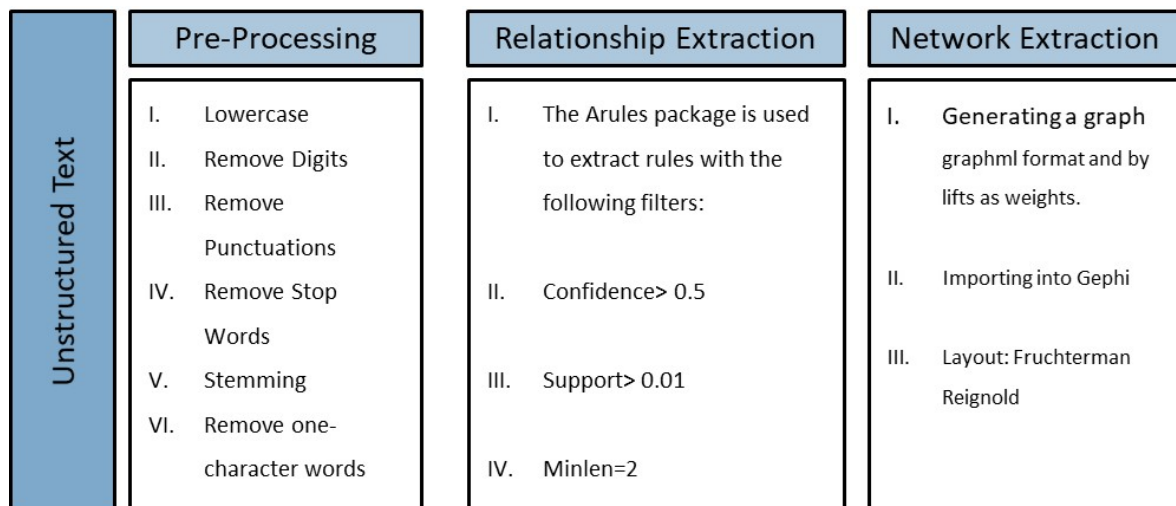 Unstructured Text
Pre-Processing
I. Lowercase
II. Remove Digits
III. Remove
Punctuations
IV. Remove Stop
Words
V. Stemming
VI. Remove one-
character words
Relationship Extraction
I. The Arules package is used
to extract rules with the
following filters:
II. Confidence> 0.5
III. Support> 0.01
IV. Minlen=2
Network Extraction
I. Generating a graph
graphml format and by
lifts as weights.
II. Importing into Gephi
III. Layout: Fruchterman
Reignold